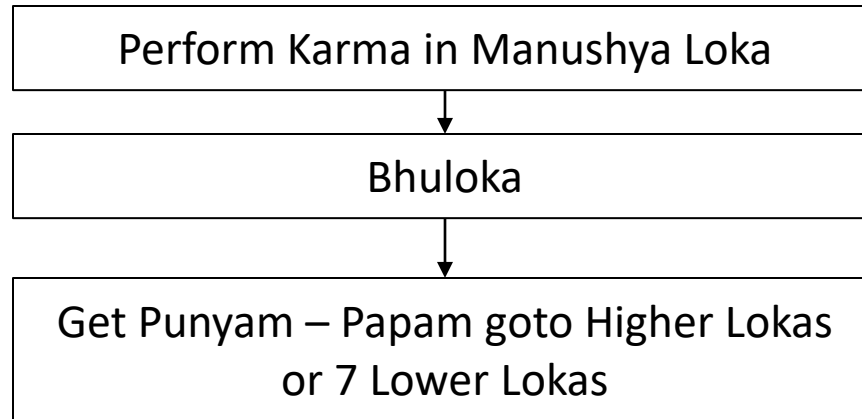 Perform Karma in Manushya Loka
Bhuloka
Get Punyam – Papam goto Higher Lokas
or 7 Lower Lokas